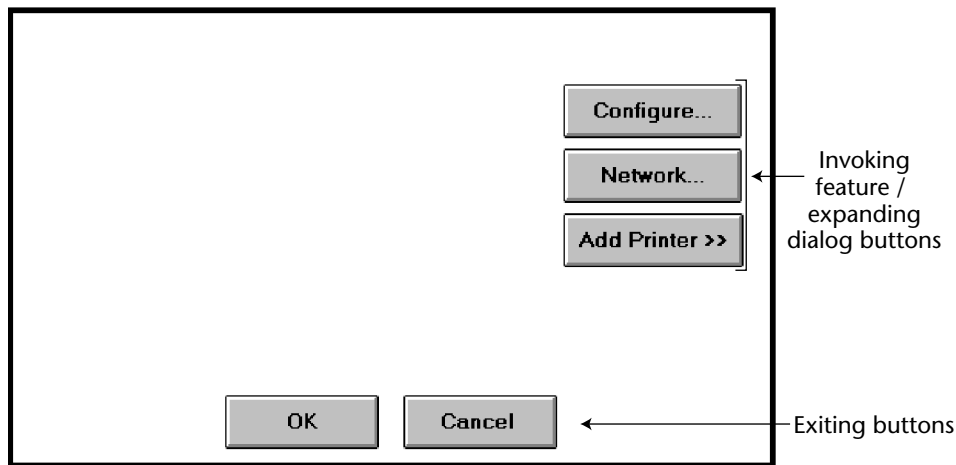 Configure...
Network...
Add Printer >>
Invoking
feature /
expanding
dialog buttons
OK
Cancel
Exiting buttons